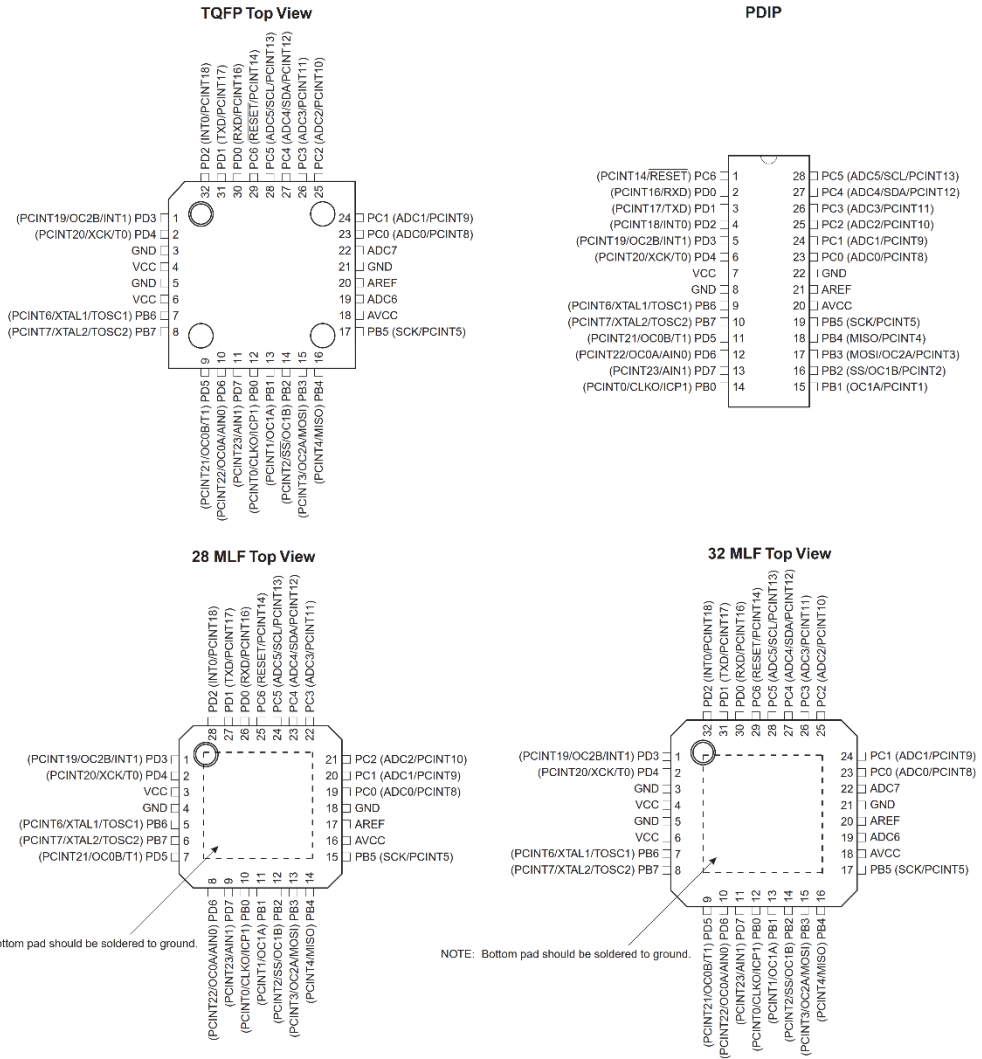 TQFP Top View
PD2 (INT0/PCINT18)
PD1 (TXD/PCINT17)
PD0 (RXD/PCINT16)
PC6 (RESET/PCINT14)
PC5 (ADC5/SCL/PCINT13)
PC4 (ADC4/SDA/PCINT12)
PC3 (ADC3/PCINT11)
PC2 (ADC2/PCINT10)
32 31 30 29 28 27 26 25
(PCINT19/OC2B/INT1) PD3 1
(PCINT20/XCK/T0) PD4 2
GND 3
VCC 4
GND 5
VCC 6
(PCINT6/XTAL1/TOSC1) PB6 7
(PCINT7/XTAL2/TOSC2) PB7 8
24 PC1 (ADC1/PCINT9)
23 PC0 (ADC0/PCINT8)
22 ADC7
21 GND
20 AREF
19 ADC6
18 AVCC
17 PB5 (SCK/PCINT5)
9 10 11 12 13 14 15 16
(PCINT21/OC0B/T1) PD5
(PCINT22/OC0A/AIN0) PD6
(PCINT23/AIN1) PD7
(PCINT0/CLKO/ICP1) PB0
(PCINT1/OC1A) PB1
(PCINT2/SS/OC1B) PB2
(PCINT3/OC2A/MOSI) PB3
(PCINT4/MISO) PB4
PDIP
(PCINT14/RESET) PC6 1
(PCINT16/RXD) PD0 2
(PCINT17/TXD) PD1 3
(PCINT18/INT0) PD2 4
(PCINT19/OC2B/INT1) PD3 5
(PCINT20/XCK/T0) PD4 6
VCC 7
GND 8
(PCINT6/XTAL1/TOSC1) PB6 9
(PCINT7/XTAL2/TOSC2) PB7 10
(PCINT21/OC0B/T1) PD5 11
(PCINT22/OC0A/AIN0) PD6 12
(PCINT23/AIN1) PD7 13
(PCINT0/CLKO/ICP1) PB0 14
28 PC5 (ADC5/SCL/PCINT13)
27 PC4 (ADC4/SDA/PCINT12)
26 PC3 (ADC3/PCINT11)
25 PC2 (ADC2/PCINT10)
24 PC1 (ADC1/PCINT9)
23 PC0 (ADC0/PCINT8)
22 GND
21 AREF
20 AVCC
19 PB5 (SCK/PCINT5)
18 PB4 (MISO/PCINT4)
17 PB3 (MOSI/OC2A/PCINT3)
16 PB2 (SS/OC1B/PCINT2)
15 PB1 (OC1A/PCINT1)
28 MLF Top View
PD2 (INT0/PCINT18)
PD1 (TXD/PCINT17)
PD0 (RXD/PCINT16)
PC6 (RESET/PCINT14)
PC5 (ADC5/SCL/PCINT13)
PC4 (ADC4/SDA/PCINT12)
PC3 (ADC3/PCINT11)
28 27 26 25 24 23 22
(PCINT19/OC2B/INT1) PD3 1
(PCINT20/XCK/T0) PD4 2
VCC 3
GND 4
(PCINT6/XTAL1/TOSC1) PB6 5
(PCINT7/XTAL2/TOSC2) PB7 6
(PCINT21/OC0B/T1) PD5 7
21 PC2 (ADC2/PCINT10)
20 PC1 (ADC1/PCINT9)
19 PC0 (ADC0/PCINT8)
18 GND
17 AREF
16 AVCC
15 PB5 (SCK/PCINT5)
8 9 10 11 12 13 14
(PCINT22/OC0A/AIN0) PD6
(PCINT23/AIN1) PD7
(PCINT0/CLKO/ICP1) PB0
(PCINT1/OC1A) PB1
(PCINT2/SS/OC1B) PB2
(PCINT3/OC2A/MOSI) PB3
(PCINT4/MISO) PB4
pad should be soldered to ground.
32 MLF Top View
PD2 (INT0/PCINT18)
PD1 (TXD/PCINT17)
PD0 (RXD/PCINT16)
PC6 (RESET/PCINT14)
PC5 (ADC5/SCL/PCINT13)
PC4 (ADC4/SDA/PCINT12)
PC3 (ADC3/PCINT11)
PC2 (ADC2/PCINT10)
32 31 30 29 28 27 26 25
(PCINT19/OC2B/INT1) PD3 1
(PCINT20/XCK/T0) PD4 2
GND 3
VCC 4
GND 5
VCC 6
(PCINT6/XTAL1/TOSC1) PB6 7
(PCINT7/XTAL2/TOSC2) PB7 8
24 PC1 (ADC1/PCINT9)
23 PC0 (ADC0/PCINT8)
22 ADC7
21 GND
20 AREF
19 ADC6
18 AVCC
17 PB5 (SCK/PCINT5)
9 10 11 12 13 14 15 16
(PCINT21/OC0B/T1) PD5
(PCINT22/OC0A/AIN0) PD6
(PCINT23/AIN1) PD7
(PCINT0/CLKO/ICP1) PB0
(PCINT1/OC1A) PB1
(PCINT2/SS/OC1B) PB2
(PCINT3/OC2A/MOSI) PB3
(PCINT4/MISO) PB4
NOTE: Bottom pad should be soldered to ground.